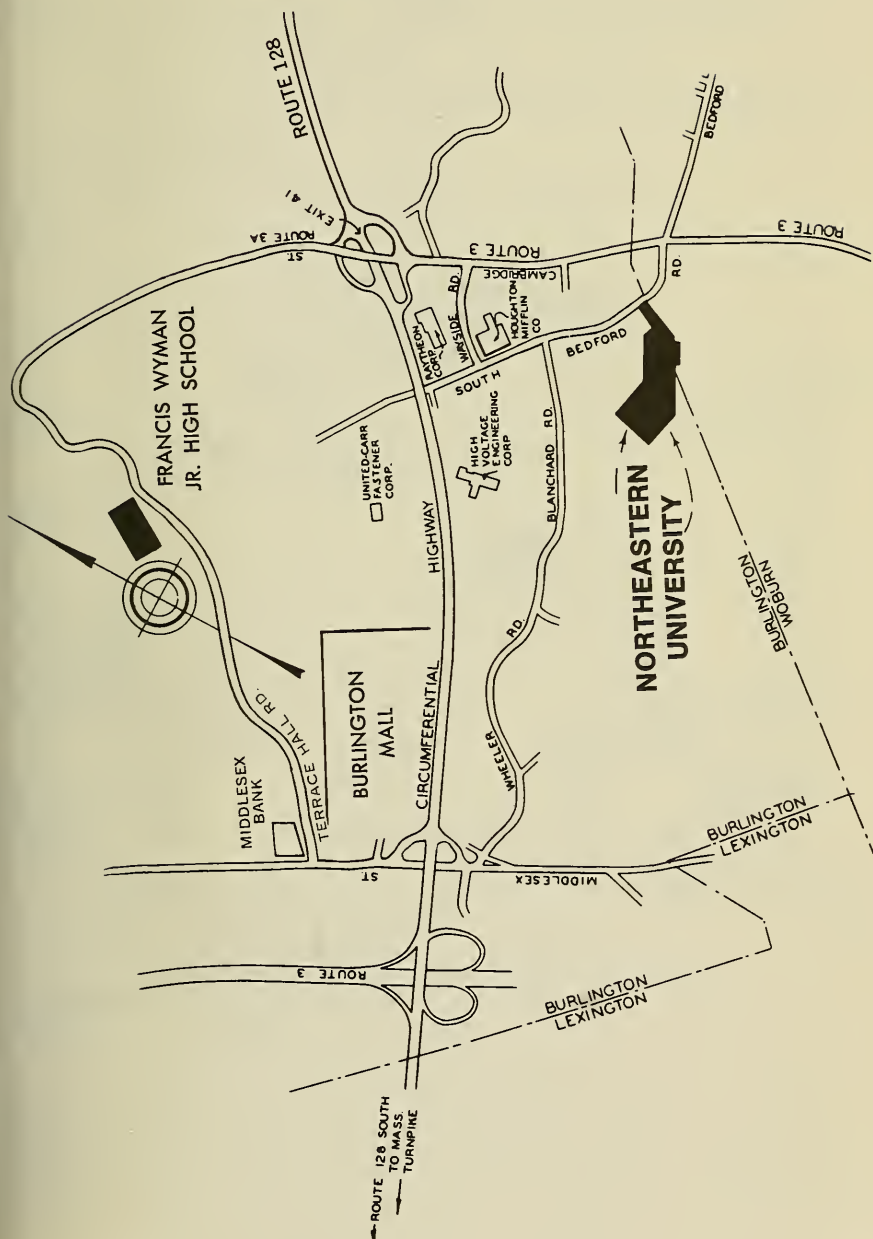 ROUTE 128
EXIT 41
ROUTE 3A
ST.
FRANCIS WYMAN
JR. HIGH SCHOOL
RAYTHEON
CORP.
WAYSIDE RD.
ROUTE 3
CAMBRIDGE
HOUGHTON
MIFFLIN
CO
BEDFORD
ROUTE 3
SOUTH BEDFORD RD.
UNITED-CARR
FASTENER
CORP.
HIGH
VOLTAGE
ENGINEERING
CORP
BLANCHARD RD.
NORTHEASTERN
UNIVERSITY
BURLINGTON
WOBURN
CIRCUMFERENTIAL HIGHWAY
BURLINGTON
MALL
TERRACE HALL RD.
MIDDLESEX
BANK
WHEELER RD.
MIDDLESEX ST
BURLINGTON
LEXINGTON
ROUTE 3
BURLINGTON
LEXINGTON
ROUTE 128 SOUTH
TO MASS.
TURNPIKE